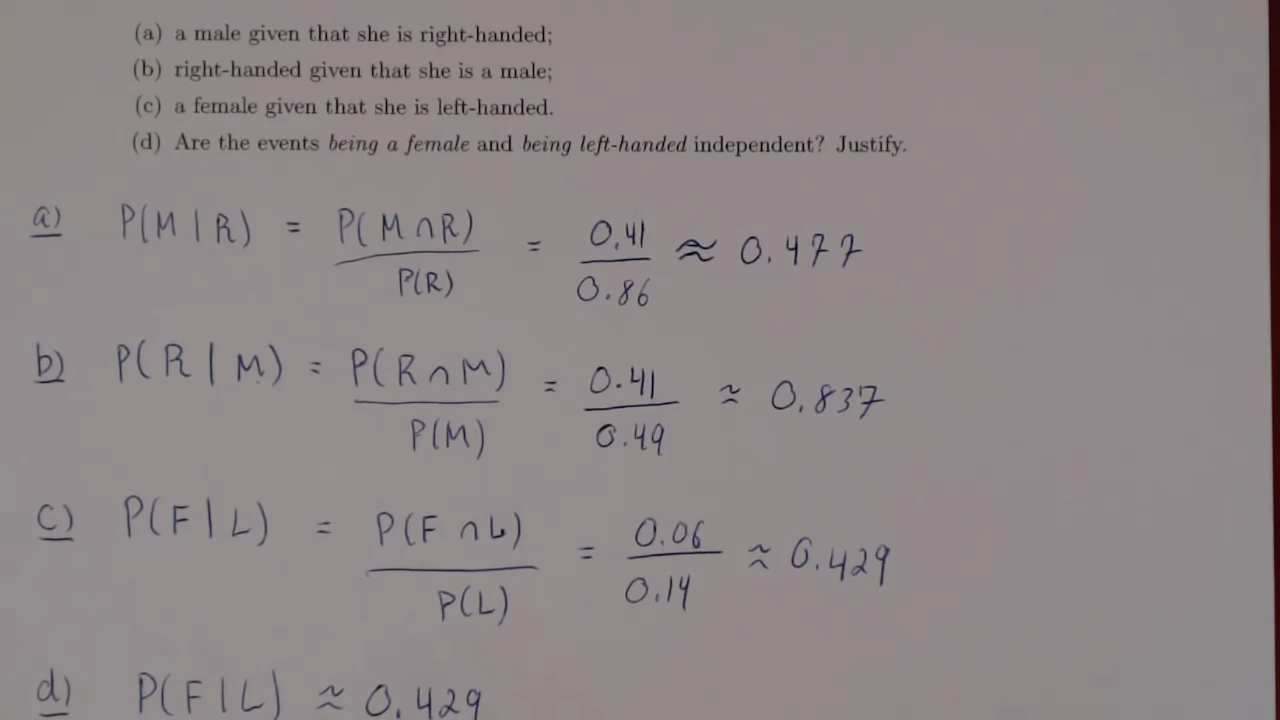 (a) a male given that she is right-handed;
(b) right-handed given that she is a male;
(c) a female given that she is left-handed.
(d) Are the events being a female and being left-handed independent? Justify.
a) P(M | R) = P(M ∩ R) / P(R) = 0.41 / 0.86 ≈ 0.477
b) P(R | M) = P(R ∩ M) / P(M) = 0.41 / 0.49 ≈ 0.837
c) P(F | L) = P(F ∩ L) / P(L) = 0.06 / 0.14 ≈ 0.429
d) P(F | L) ≈ 0.429